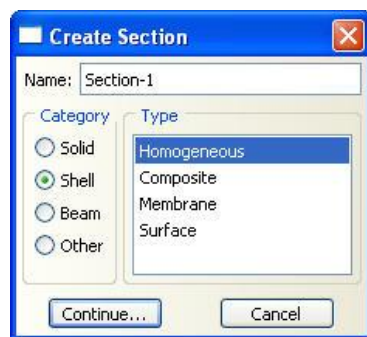 Create Section
Name: Section-1
Category
Solid
Shell
Beam
Other
Type
Homogeneous
Composite
Membrane
Surface
Continue...
Cancel